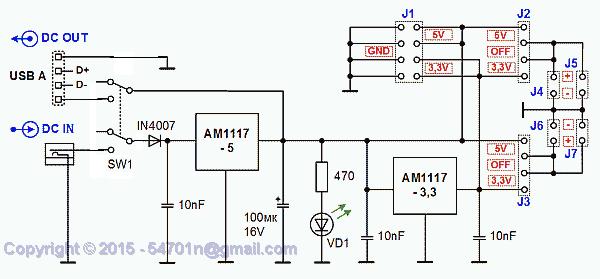 DC OUT
USB A
D+
D-
DC IN
SW1
IN4007
AM1117
- 5
10nF
100мк
16V
470
VD1
10nF
AM1117
- 3,3
10nF
J1
5V
GND
3,3V
J2
5V
OFF
3,3V
J5
+
J4
-
J6
-
+
J7
5V
OFF
3,3V
J3
+
Copyright © 2015 - 54701n@gmail.com